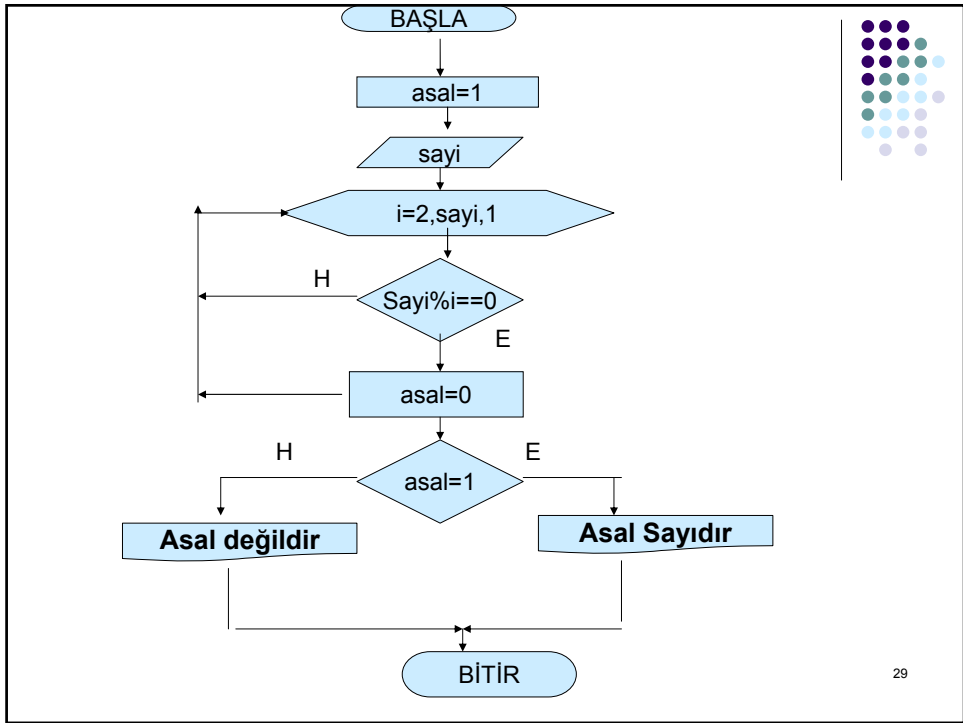 BAŞLA
asal=1
sayi
i=2,sayi,1
H
Sayi%i==0
E
asal=0
H
E
asal=1
Asal değildir
Asal Sayıdır
BİTİR
29